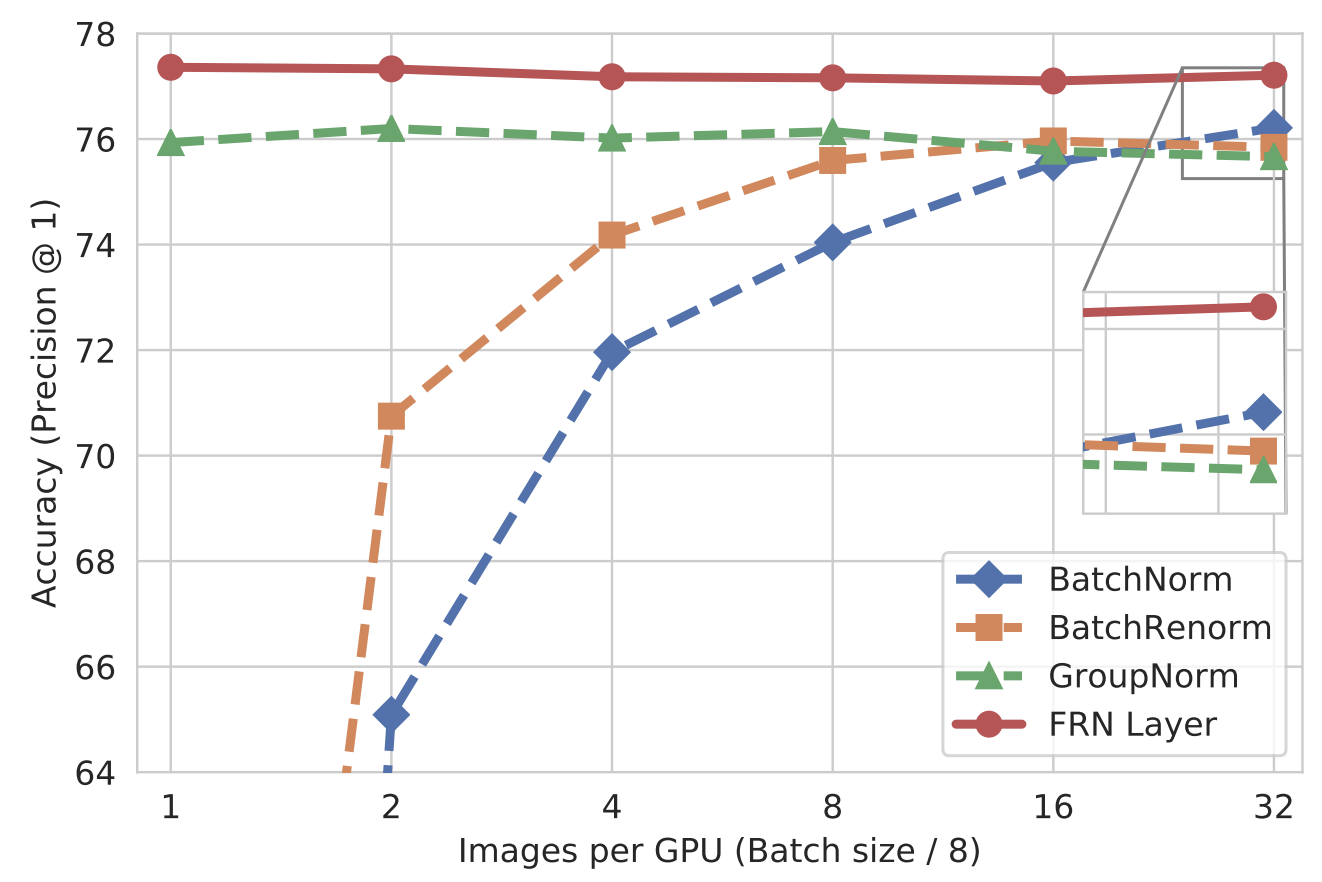 78
76
74
72
70
68
66
64
Accuracy (Precision @ 1)
BatchNorm
BatchRenorm
GroupNorm
FRN Layer
1 2 4 8 16 32
Images per GPU (Batch size / 8)